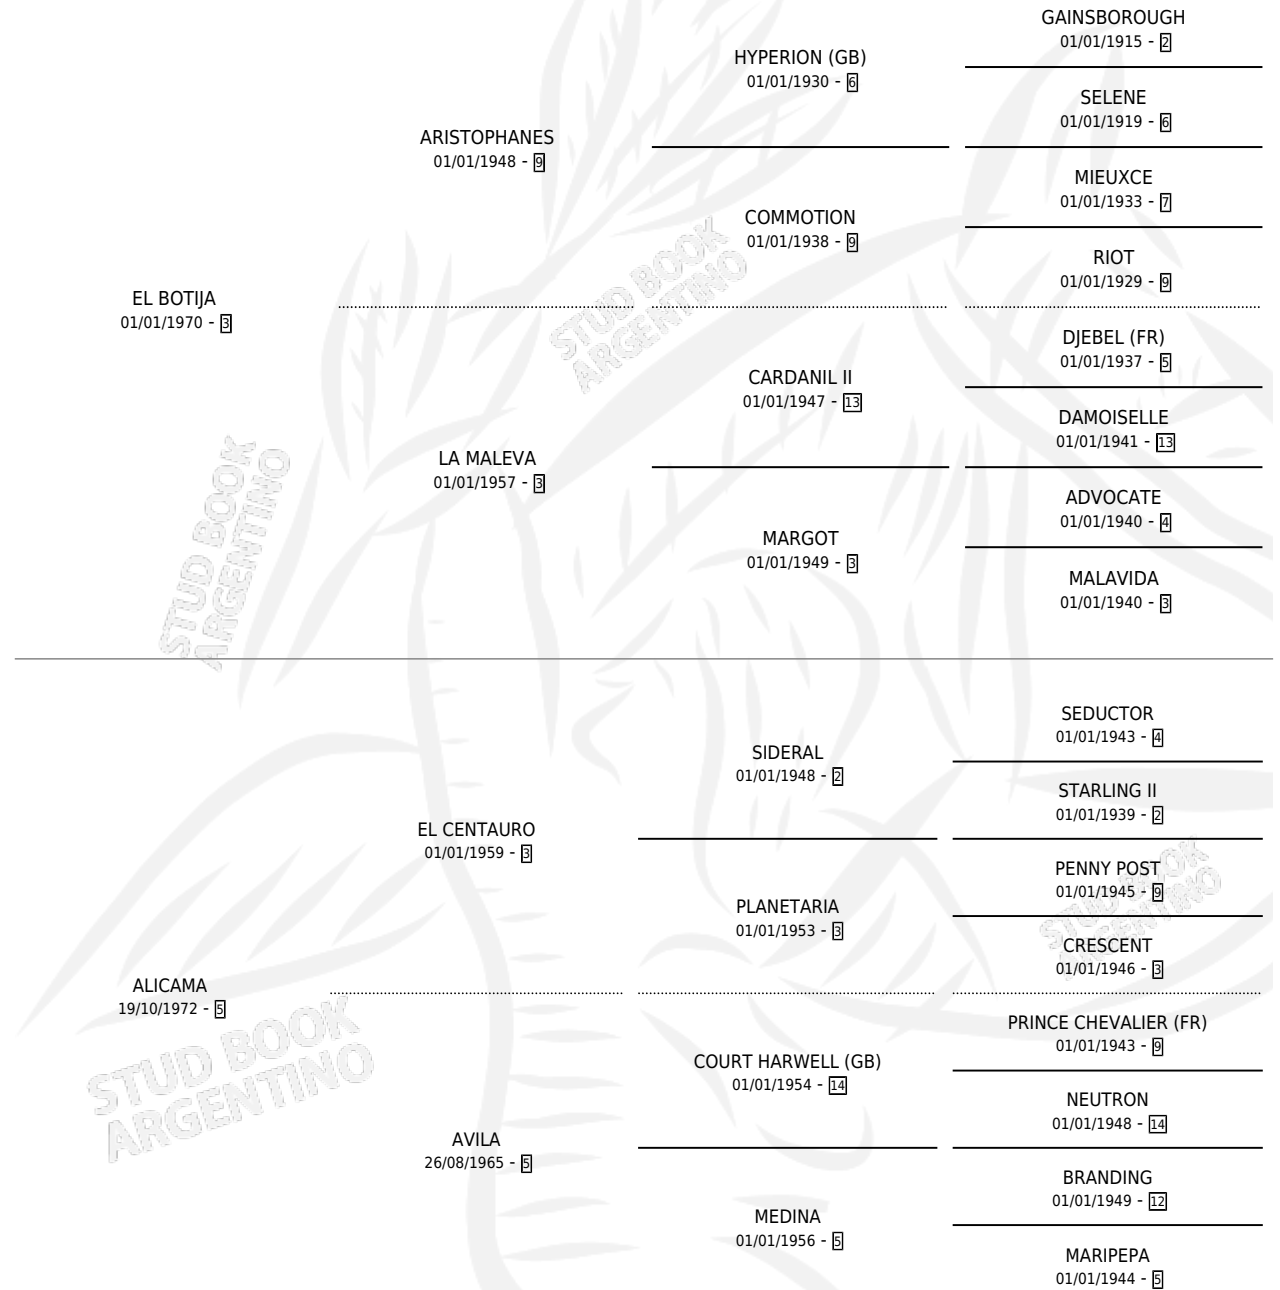 GAINSBOROUGH
01/01/1915 - 2
HYPERION (GB)
01/01/1930 - 6
SELENE
01/01/1919 - 6
ARISTOPHANES
01/01/1948 - 9
MIEUXCE
01/01/1933 - 7
COMMOTION
01/01/1938 - 9
RIOT
01/01/1929 - 9
EL BOTIJA
01/01/1970 - 3
DJEBEL (FR)
01/01/1937 - 5
CARDANIL II
01/01/1947 - 13
DAMOISELLE
01/01/1941 - 13
LA MALEVA
01/01/1957 - 3
ADVOCATE
01/01/1940 - 4
MARGOT
01/01/1949 - 3
MALAVIDA
01/01/1940 - 3
SEDUCTOR
01/01/1943 - 4
SIDERAL
01/01/1948 - 2
STARLING II
01/01/1939 - 2
EL CENTAURO
01/01/1959 - 3
PENNY POST
01/01/1945 - 9
PLANETARIA
01/01/1953 - 3
CRESCENT
01/01/1946 - 3
ALICAMA
19/10/1972 - 5
PRINCE CHEVALIER (FR)
01/01/1943 - 9
COURT HARWELL (GB)
01/01/1954 - 14
NEUTRON
01/01/1948 - 14
AVILA
26/08/1965 - 5
BRANDING
01/01/1949 - 12
MEDINA
01/01/1956 - 5
MARIPEPA
01/01/1944 - 5
STUD BOOK
ARGENTINO
STUD BOOK
ARGENTINO
STUD BOOK
ARGENTINO
STUD BOOK
ARGENTINO